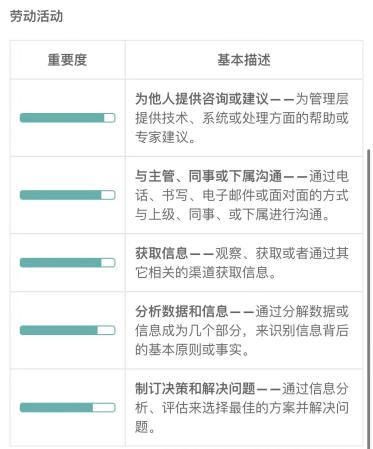 劳动活动
重要度
基本描述
为他人提供咨询或建议——为管理层
提供技术、系统或处理方面的帮助或
专家建议。
与主管、同事或下属沟通——通过电
话、书写、电子邮件或面对面的方式
与上级、同事、或下属进行沟通。
获取信息——观察、获取或者通过其
它相关的渠道获取信息。
分析数据和信息——通过分解数据或
信息成为几个部分，来识别信息背后
的基本原则或事实。
制订决策和解决问题——通过信息分
析、评估来选择最佳的方案并解决问
题。